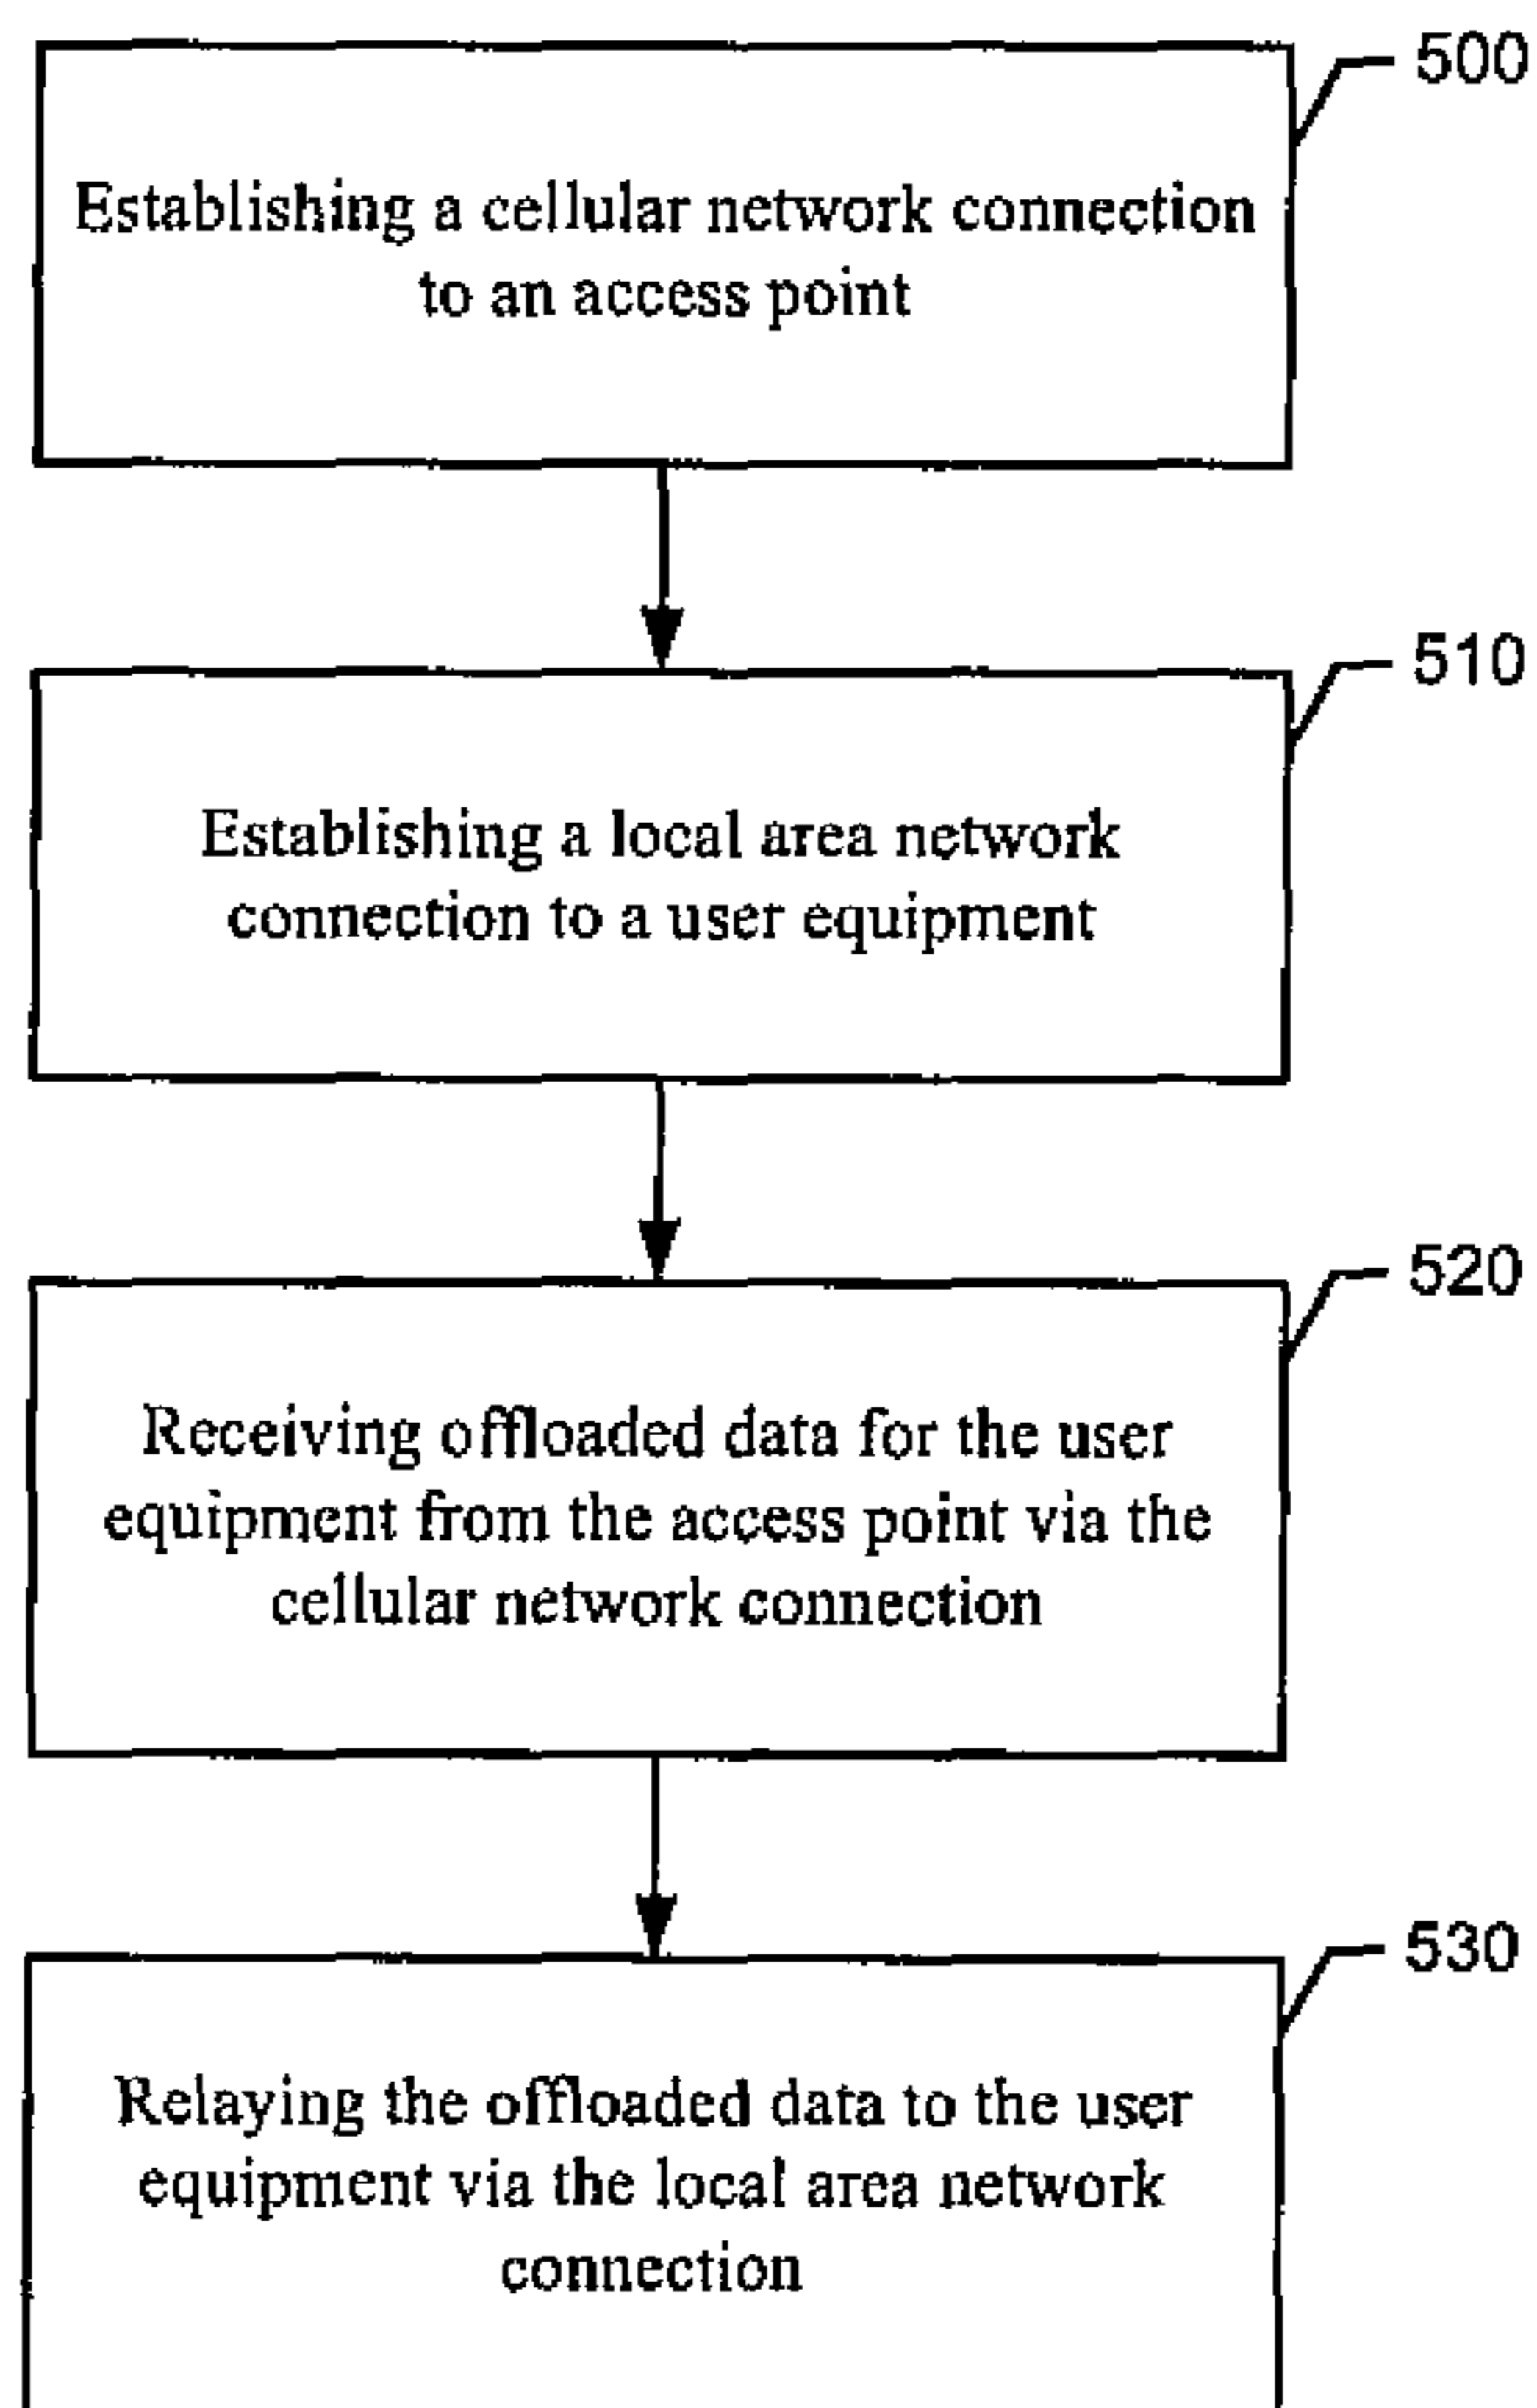 500
Establishing a cellular network connection
to an access point
510
Establishing a local area network
connection to a user equipment
520
Receiving offloaded data for the user
equipment from the access point via the
cellular network connection
530
Relaying the offloaded data to the user
equipment via the local area network
connection